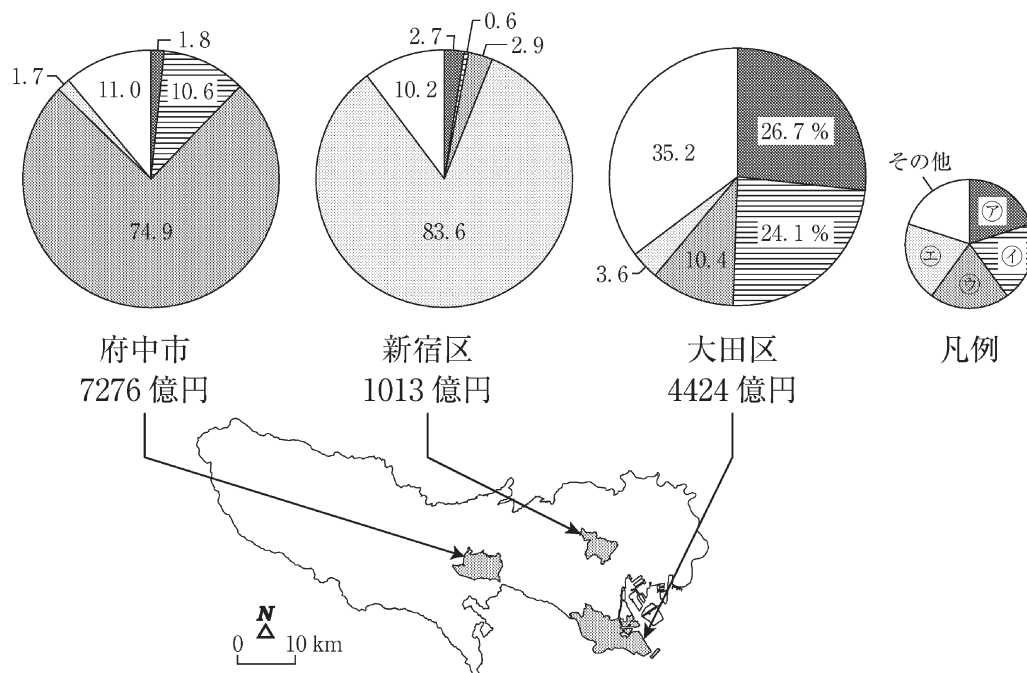 1.8
1.7
11.0
10.6
74.9
2.7
0.6
2.9
10.2
83.6
26.7 %
35.2
24.1 %
10.4
3.6
その他
㋐
㋑
㋒
㋓
府中市
7276 億円
新宿区
1013 億円
大田区
4424 億円
凡例
N
0 10 km